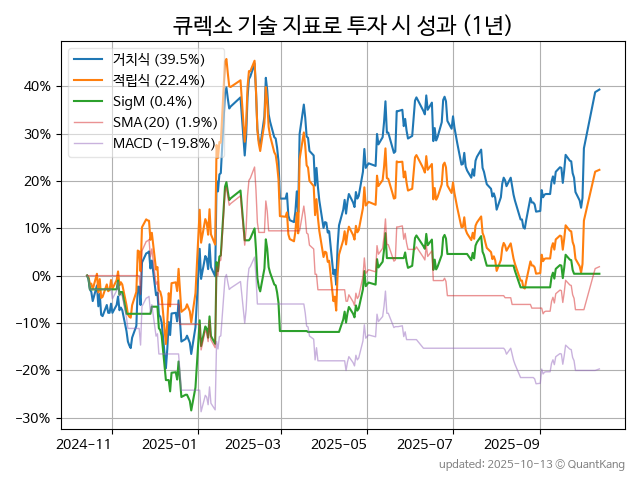 큐렉소 기술 지표로 투자 시 성과 (1년)
거치식 (39.5%)
적립식 (22.4%)
SigM (0.4%)
SMA(20) (1.9%)
MACD (−19.8%)
40%
30%
20%
10%
0%
−10%
−20%
−30%
2024-11
2025-01
2025-03
2025-05
2025-07
2025-09
updated: 2025-10-13 ⓒ QuantKang